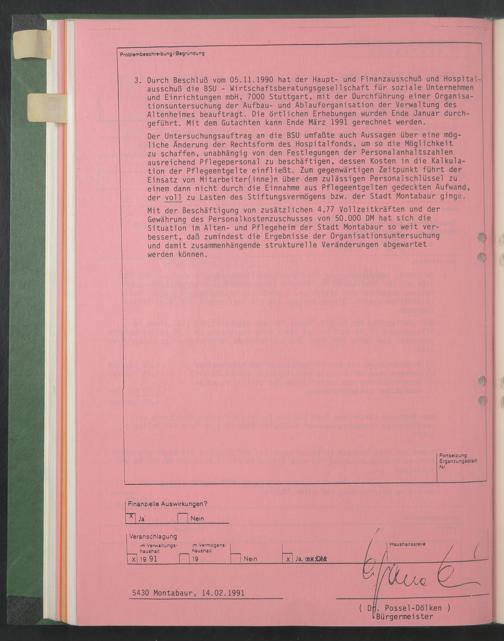 Problembeschreibung/Begründung
3. Durch Beschluß vom 05.11.1990 hat der Haupt- und Finanzausschuß und Hospital-
ausschuß die BSU - Wirtschaftsberatungsgesellschaft für soziale Unternehmen
und Einrichtungen mbH, 7000 Stuttgart, mit der Durchführung einer Organisa-
tionsuntersuchung der Aufbau- und Ablauforganisation der Verwaltung des
Altenheimes beauftragt. Die örtlichen Erhebungen wurden Ende Januar durch-
geführt. Mit dem Gutachten kann Ende März 1991 gerechnet werden.
Der Untersuchungsauftrag an die BSU umfaßte auch Aussagen über eine mög-
liche Änderung der Rechtsform des Hospitalfonds, um so die Möglichkeit
zu schaffen, unabhängig von den Festlegungen der Personalanhaltszahlen
ausreichend Pflegepersonal zu beschäftigen, dessen Kosten in die Kalkula-
tion der Pflegeentgelte einfließt. Zum gegenwärtigen Zeitpunkt führt der
Einsatz von Mitarbeiter(inne)n über dem zulässigen Personalschlüssel zu
einem dann nicht durch die Einnahme aus Pflegeentgelten gedeckten Aufwand,
der voll zu Lasten des Stiftungsvermögens bzw. der Stadt Montabaur ginge.
Mit der Beschäftigung von zusätzlichen 4,77 Vollzeitkräften und der
Gewährung des Personalkostenzuschusses von 50.000 DM hat sich die
Situation im Alten- und Pflegeheim der Stadt Montabaur so weit ver-
bessert, daß zumindest die Ergebnisse der Organisationsuntersuchung
und damit zusammenhängende strukturelle Veränderungen abgewartet
werden können.
Fortsetzung
Ergänzungsblatt
Nr.
Finanzielle Auswirkungen?
x Ja Nein
Veranschlagung
im Verwaltungs-
haushalt im Vermögens-
haushalt Haushaltsstelle
x 19 91 19 Nein x Ja, mit DM
5430 Montabaur, 14.02.1991
( Dr. Possel-Dölken )
Bürgermeister